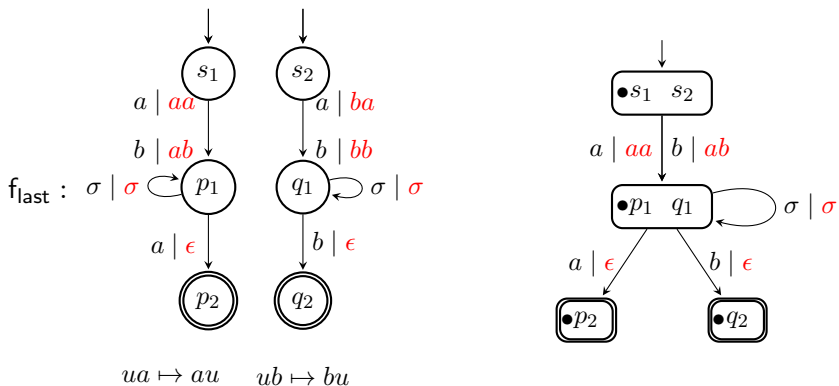 s₁ s₂ •s₁ s₂
a | aa a | ba
a | aa b | ab
b | ab b | bb
f_last : σ | σ p₁ q₁ σ | σ •p₁ q₁ σ | σ
a | ϵ b | ϵ a | ϵ b | ϵ
p₂ q₂ •p₂ •q₂
ua ↦ au ub ↦ bu